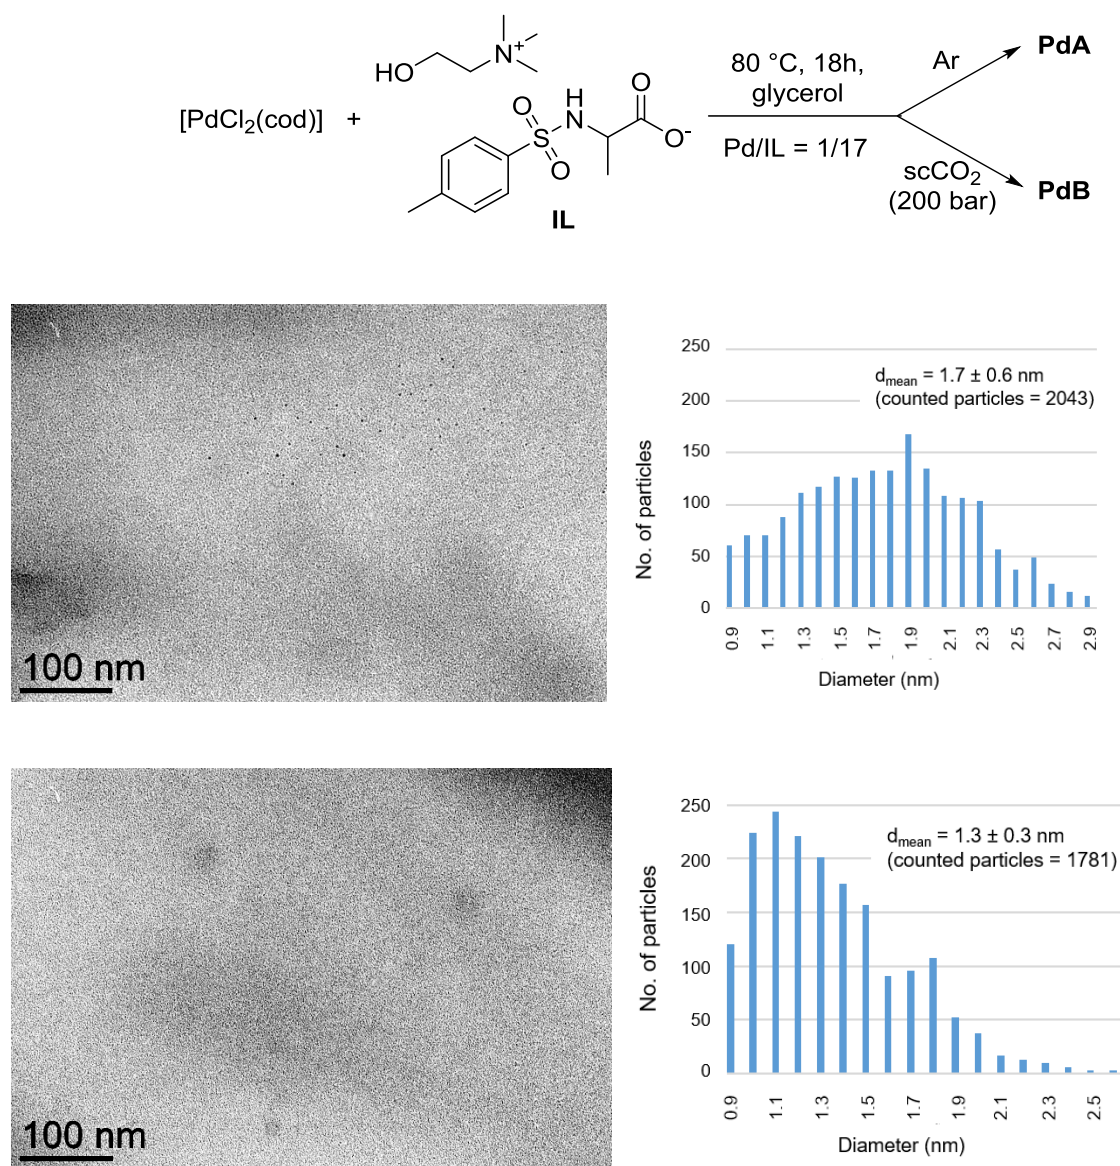 HO
N⁺
[PdCl₂(cod)] +
O
S
O
H
N
O
O⁻
IL
80 °C, 18h,
glycerol
Pd/IL = 1/17
Ar
PdA
scCO₂
(200 bar)
PdB
100 nm
No. of particles
250
200
150
100
50
0
dmean = 1.7 ± 0.6 nm
(counted particles = 2043)
0.9 1.1 1.3 1.5 1.7 1.9 2.1 2.3 2.5 2.7 2.9
Diameter (nm)
100 nm
No. of particles
250
200
150
100
50
0
dmean = 1.3 ± 0.3 nm
(counted particles = 1781)
0.9 1.1 1.3 1.5 1.7 1.9 2.1 2.3 2.5
Diameter (nm)